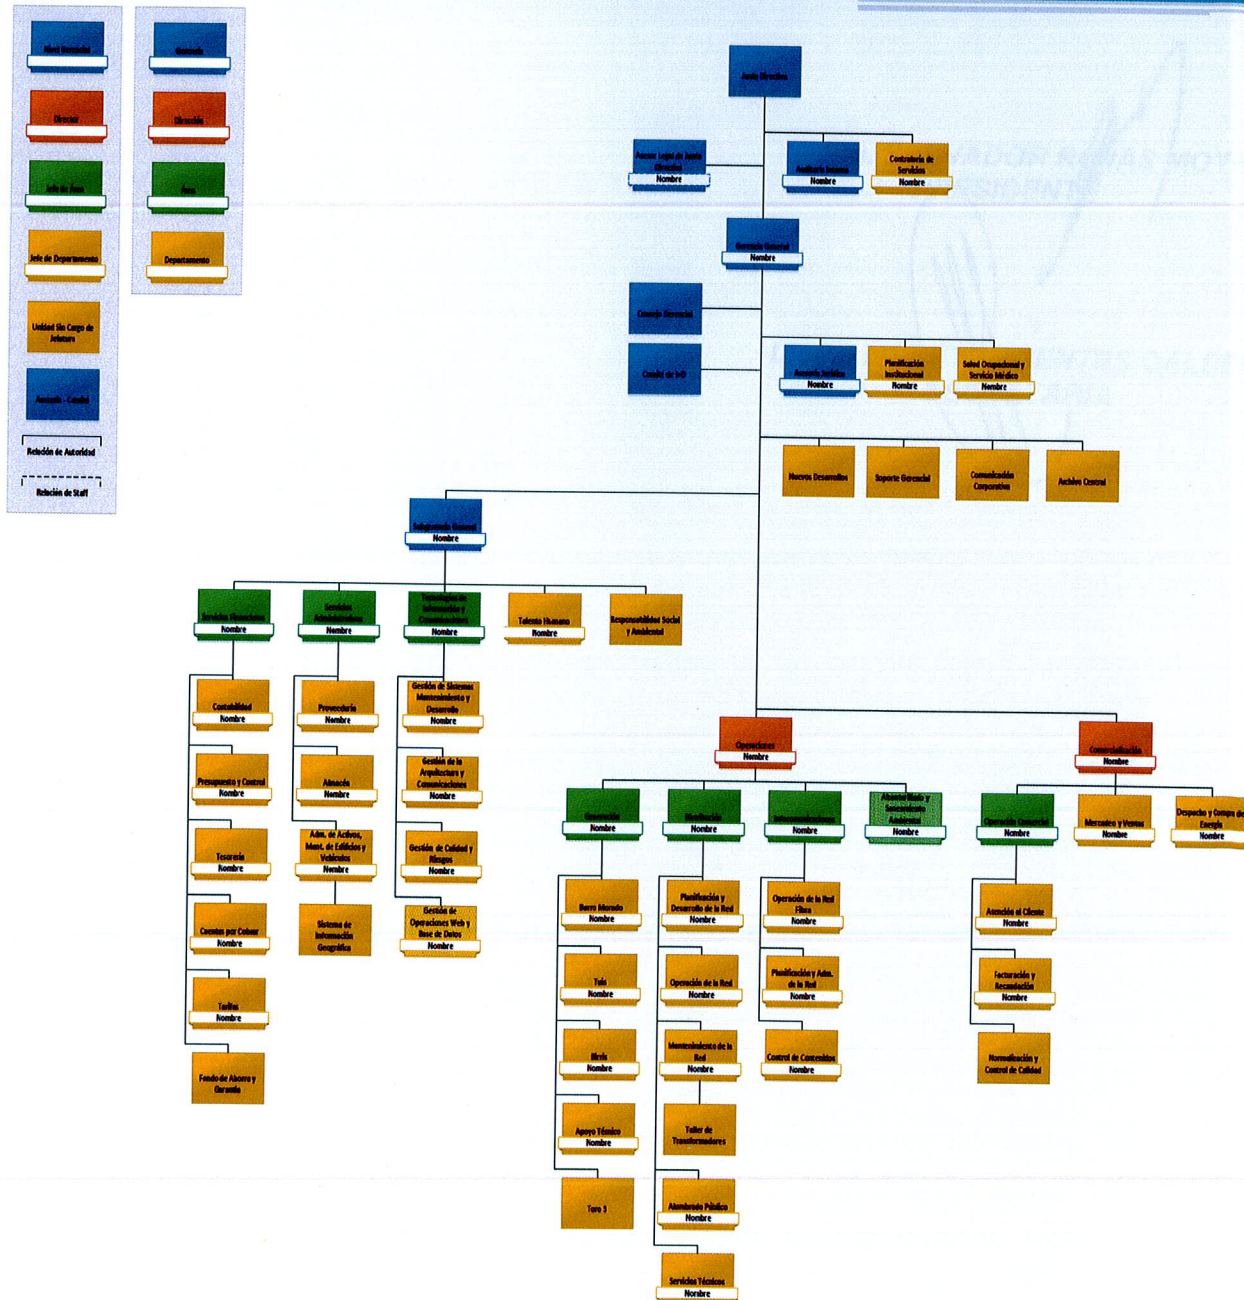 Nivel Gerencial
Gerencia
Director
Dirección
Jefe de Área
Área
Jefe de Departamento
Departamento
Unidad Sin Cargo de
Jefatura
Asesoría - Comité
Relación de Autoridad
Relación de Staff
Junta Directiva
Asesor Legal de Junta
Directiva
Nombre
Auditoría Interna
Nombre
Contraloría de
Servicios
Nombre
Gerencia General
Nombre
Consejo Gerencial
Comité de
Asesoría Jurídica
Nombre
Planificación
Institucional
Nombre
Salud Ocupacional y
Servicio Médico
Nombre
Nuevos Desarrollos
Soporte Gerencial
Comunicación
Corporativa
Archivo Central
Subgerencia General
Nombre
Servicios Financieros
Nombre
Servicios
Administrativos
Nombre
Tecnologías de
Información y
Comunicaciones
Nombre
Talento Humano
Nombre
Responsabilidad Social
y Ambiental
Contabilidad
Nombre
Presupuesto y Control
Nombre
Tesorería
Nombre
Cuentas por Cobrar
Nombre
Tarifas
Nombre
Fondo de Ahorro y
Garantía
Proveeduría
Nombre
Almacén
Nombre
Adm. de Activos,
Mant. de Edificios y
Vehículos
Nombre
Sistema de
Información
Geográfica
Gestión de Sistemas
Mantenimiento y
Desarrollo
Nombre
Gestión de la
Arquitectura y
Comunicaciones
Nombre
Gestión de Calidad y
Riesgos
Nombre
Gestión de
Operaciones Web y
Base de Datos
Nombre
Operaciones
Nombre
Comercialización
Nombre
Generación
Nombre
Distribución
Nombre
Infocomunicaciones
Nombre
Alcantarillado y
Saneamiento
Ambiental
Nombre
Operación Comercial
Nombre
Mercadeo y Ventas
Nombre
Despacho y Compra de
Energía
Nombre
Barro Morado
Nombre
Tuis
Nombre
Birrís
Nombre
Apoyo Técnico
Nombre
Toro 3
Planificación y
Desarrollo de la Red
Nombre
Operación de la Red
Nombre
Mantenimiento de la
Red
Nombre
Taller de
Transformadores
Alumbrado Público
Nombre
Servicios Técnicos
Nombre
Operación de la Red
Fibra
Nombre
Planificación y Adm.
de la Red
Nombre
Control de Contenidos
Nombre
Atención al Cliente
Nombre
Facturación y
Recaudación
Nombre
Normalización y
Control de Calidad